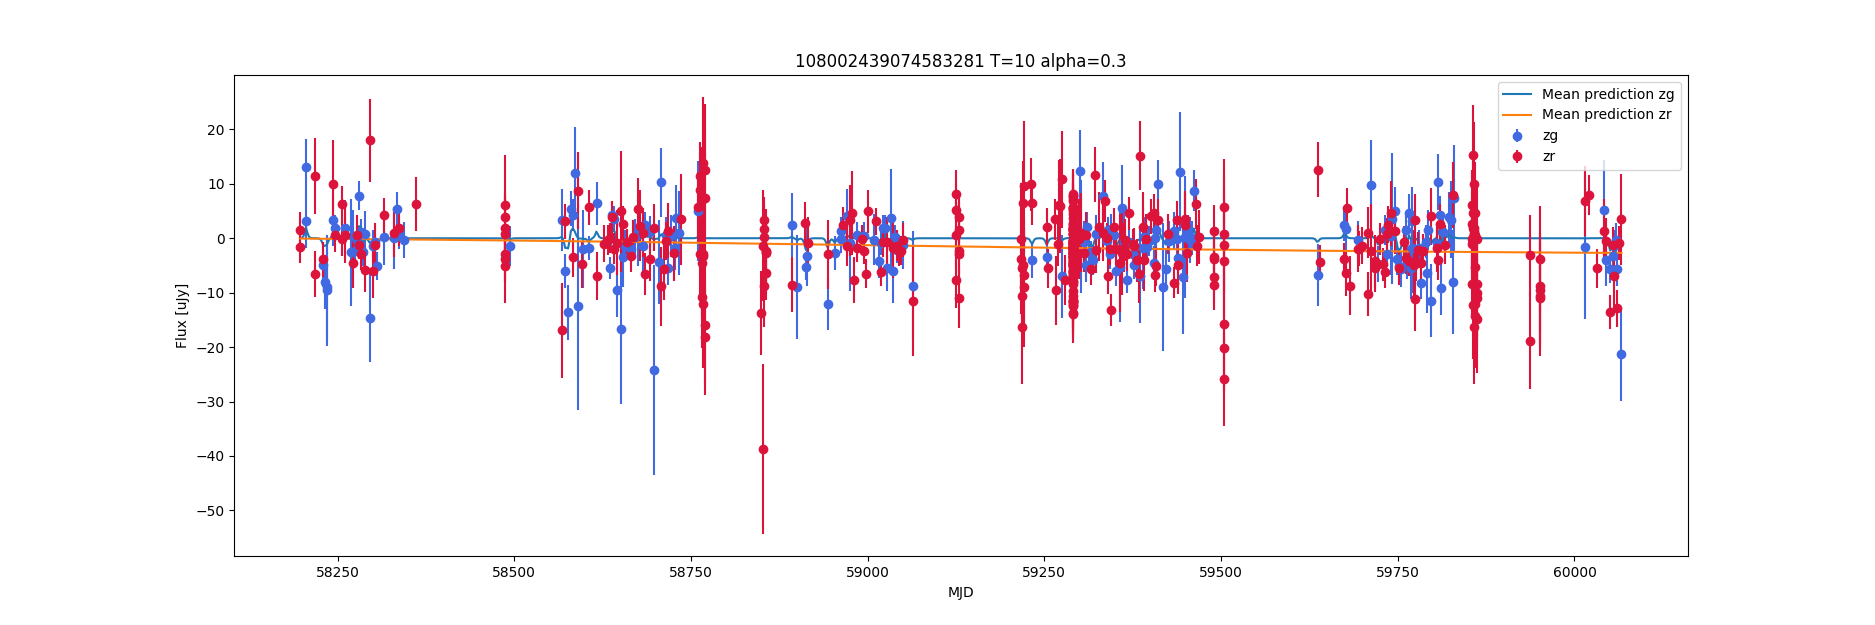 108002439074583281 T=10 alpha=0.3
Mean prediction zg
Mean prediction zr
zg
zr
20
10
0
−10
−20
−30
−40
−50
Flux [uJy]
58250 58500 58750 59000 59250 59500 59750 60000
MJD